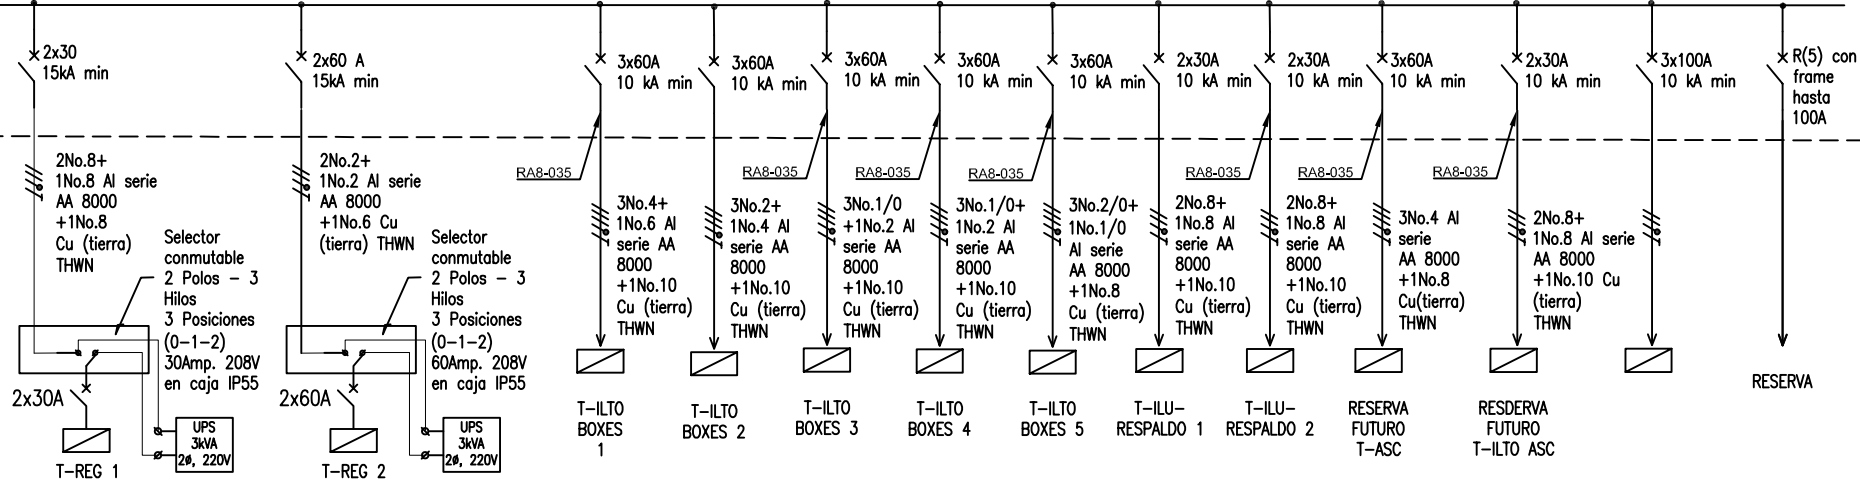 2x30
15kA min
2No.8+
1No.8 Al serie
AA 8000
+1No.8
Cu (tierra)
THWN
Selector
conmutable
2 Polos - 3
Hilos
3 Posiciones
(0-1-2)
30Amp. 208V
en caja IP55
2x30A
UPS
3kVA
2ø, 220V
T-REG 1
2x60 A
15kA min
2No.2+
1No.2 Al serie
AA 8000
+1No.6 Cu
(tierra) THWN
Selector
conmutable
2 Polos - 3
Hilos
3 Posiciones
(0-1-2)
60Amp. 208V
en caja IP55
2x60A
UPS
3kVA
2ø, 220V
T-REG 2
3x60A
10 kA min
RA8-035
3No.4+
1No.6 Al
serie AA
8000
+1No.10
Cu (tierra)
THWN
T-ILTO
BOXES
1
3x60A
10 kA min
3No.2+
1No.4 Al
serie AA
8000
+1No.10
Cu (tierra)
THWN
T-ILTO
BOXES 2
3x60A
10 kA min
RA8-035
3No.1/0
+1No.2 Al
serie AA
8000
+1No.10
Cu (tierra)
THWN
T-ILTO
BOXES 3
3x60A
10 kA min
RA8-035
3No.1/0+
1No.2 Al
serie AA
8000
+1No.10
Cu (tierra)
THWN
T-ILTO
BOXES 4
3x60A
10 kA min
RA8-035
3No.2/0+
1No.1/0
Al serie
AA 8000
+1No.8
Cu (tierra)
THWN
T-ILTO
BOXES 5
2x30A
10 kA min
2No.8+
1No.8 Al
serie AA
8000
+1No.10
Cu (tierra)
THWN
T-ILU-
RESPALDO 1
2x30A
10 kA min
RA8-035
2No.8+
1No.8 Al
serie AA
8000
+1No.10
Cu (tierra)
THWN
T-ILU-
RESPALDO 2
3x60A
10 kA min
RA8-035
3No.4 Al
serie
AA 8000
+1No.8
Cu(tierra)
THWN
RESERVA
FUTURO
T-ASC
2x30A
10 kA min
RA8-035
2No.8+
1No.8 Al serie
AA 8000
+1No.10 Cu
(tierra)
THWN
RESDERVA
FUTURO
T-ILTO ASC
3x100A
10 kA min
R(5) con
frame
hasta
100A
RESERVA